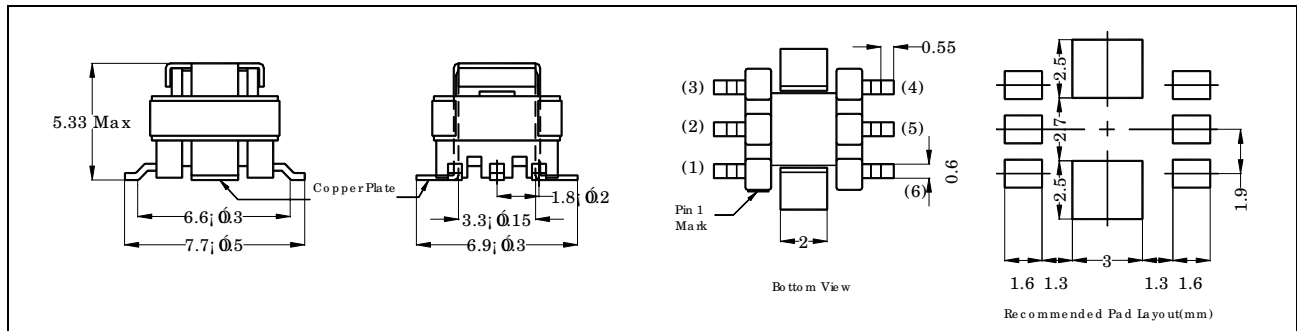 5.33 Max
Copper Plate
6.6¡Ó0.3
7.7¡Ó0.5
1.8¡Ó0.2
3.3¡Ó0.15
6.9¡Ó0.3
0.55
(3)
(4)
(2)
(5)
(1)
(6)
0.6
Pin 1
Mark
2
Bottom View
2.5
2.7
2.5
1.9
3
1.6
1.3
1.3
1.6
Recommended Pad Layout(mm)